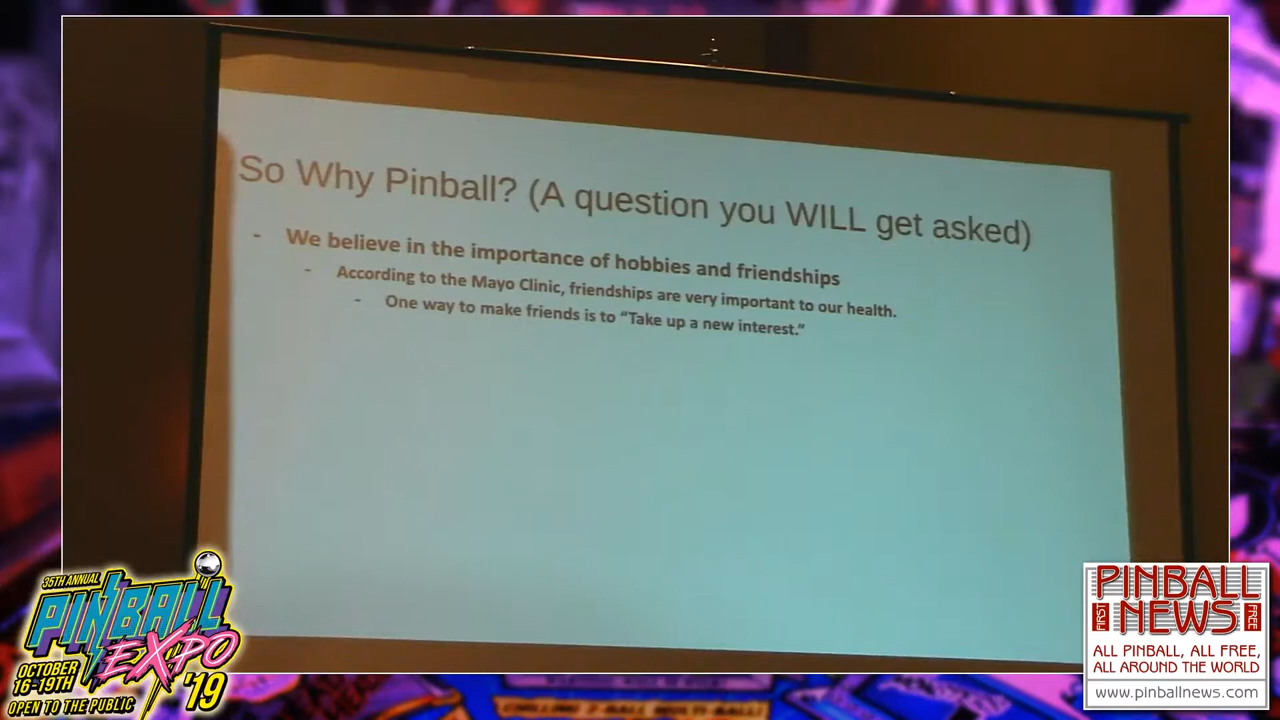 So Why Pinball? (A question you WILL get asked)
- We believe in the importance of hobbies and friendships
- According to the Mayo Clinic, friendships are very important to our health.
- One way to make friends is to “Take up a new interest.”
35TH ANNUAL
PINBALL
EXPO
OCTOBER
16-19TH
'19
OPEN TO THE PUBLIC
PINBALL
FIRST NEWS FREE
ALL PINBALL, ALL FREE,
ALL AROUND THE WORLD
www.pinballnews.com